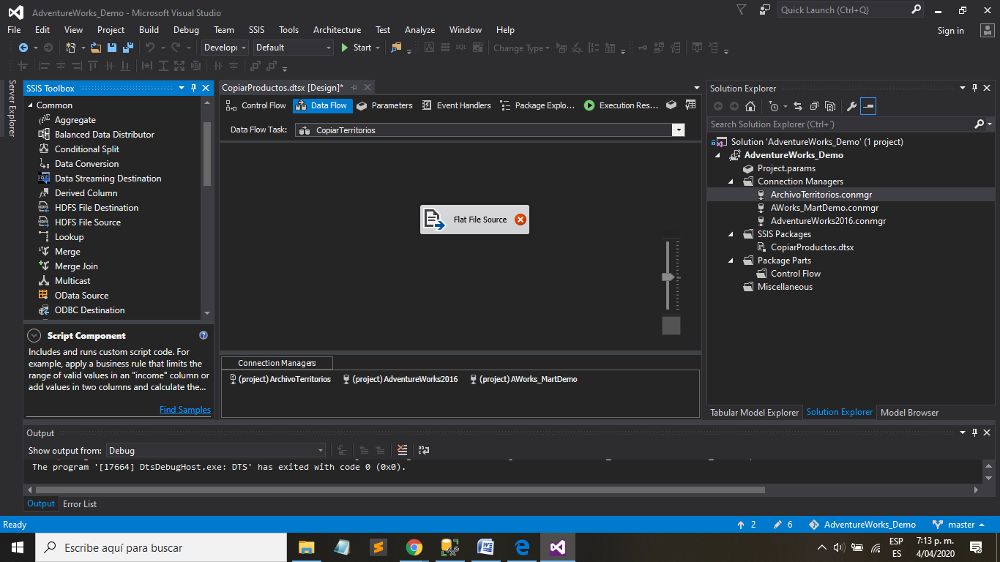 AdventureWorks_Demo - Microsoft Visual Studio
Quick Launch (Ctrl+Q)
File Edit View Project Build Debug Team SSIS Tools Architecture Test Analyze Window Help
Sign in
Develop Default Start Change Type
Server Explorer
SSIS Toolbox
Common
Aggregate
Balanced Data Distributor
Conditional Split
Data Conversion
Data Streaming Destination
Derived Column
HDFS File Destination
HDFS File Source
Lookup
Merge
Merge Join
Multicast
OData Source
ODBC Destination
Script Component
Includes and runs custom script code. For
example, apply a business rule that limits the
range of valid values in an "income" column or
add values in two columns and calculate the...
Find Samples
CopiarProductos.dtsx [Design]*
Control Flow Data Flow Parameters Event Handlers Package Explo... Execution Res...
Data Flow Task: CopiarTerritorios
Flat File Source
Connection Managers
(project) ArchivoTerritorios (project) AdventureWorks2016 (project) AWorks_MartDemo
Solution Explorer
Search Solution Explorer (Ctrl+´)
Solution 'AdventureWorks_Demo' (1 project)
AdventureWorks_Demo
Project.params
Connection Managers
ArchivoTerritorios.conmgr
AWorks_MartDemo.conmgr
AdventureWorks2016.conmgr
SSIS Packages
CopiarProductos.dtsx
Package Parts
Control Flow
Miscellaneous
Tabular Model Explorer Solution Explorer Model Browser
Output
Show output from: Debug
The program '[17664] DtsDebugHost.exe: DTS' has exited with code 0 (0x0).
Output Error List
Ready
2 6 AdventureWorks_Demo master
Escribe aquí para buscar
ESP
ES
7:13 p. m.
4/04/2020